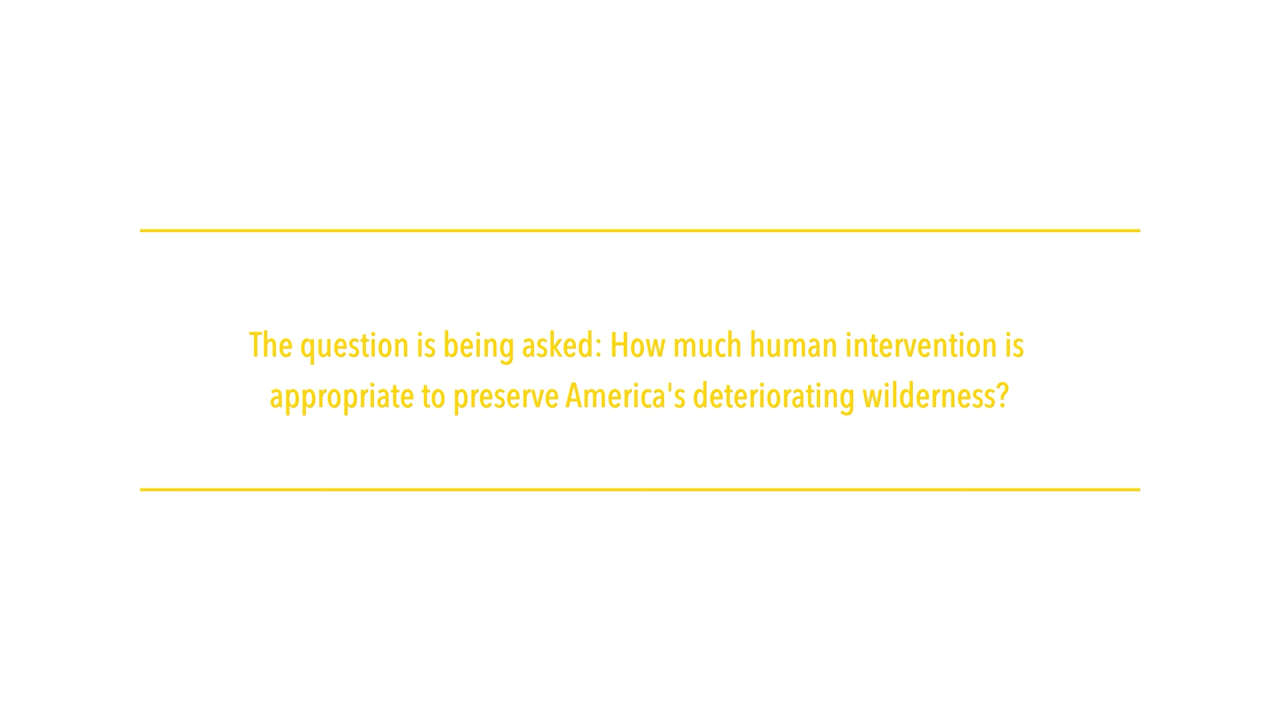 The question is being asked: How much human intervention is
appropriate to preserve America's deteriorating wilderness?